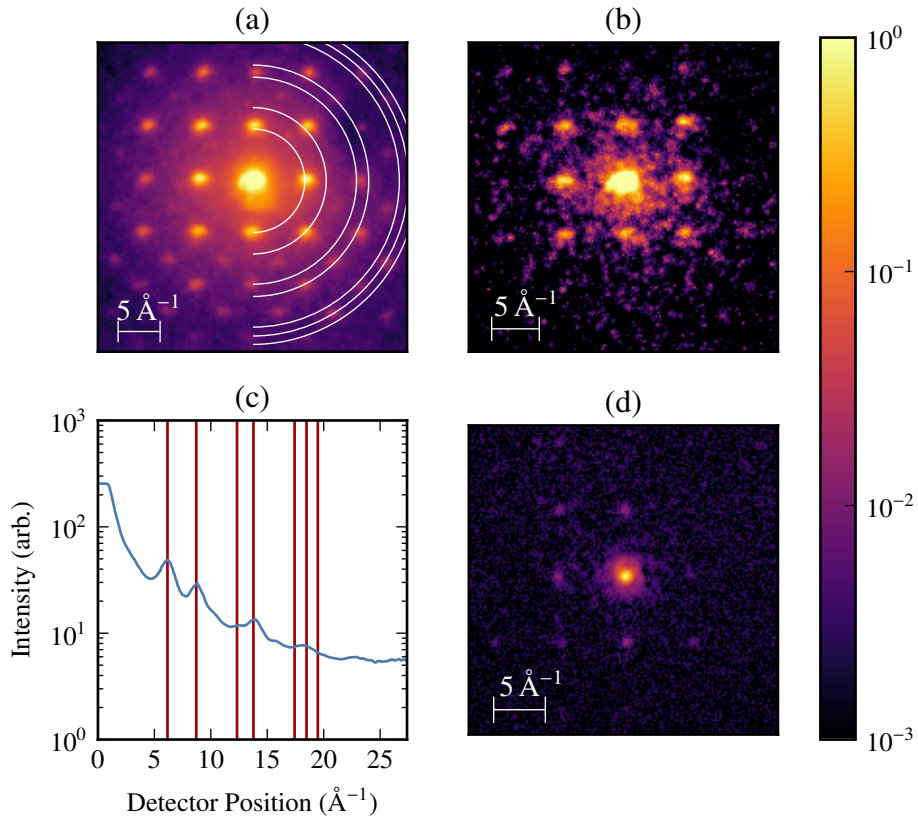 (a)
5 Å⁻¹
(b)
5 Å⁻¹
10⁰
10⁻¹
10⁻²
10⁻³
(c)
10³
10²
10¹
10⁰
Intensity (arb.)
0 5 10 15 20 25
Detector Position (Å⁻¹)
(d)
5 Å⁻¹